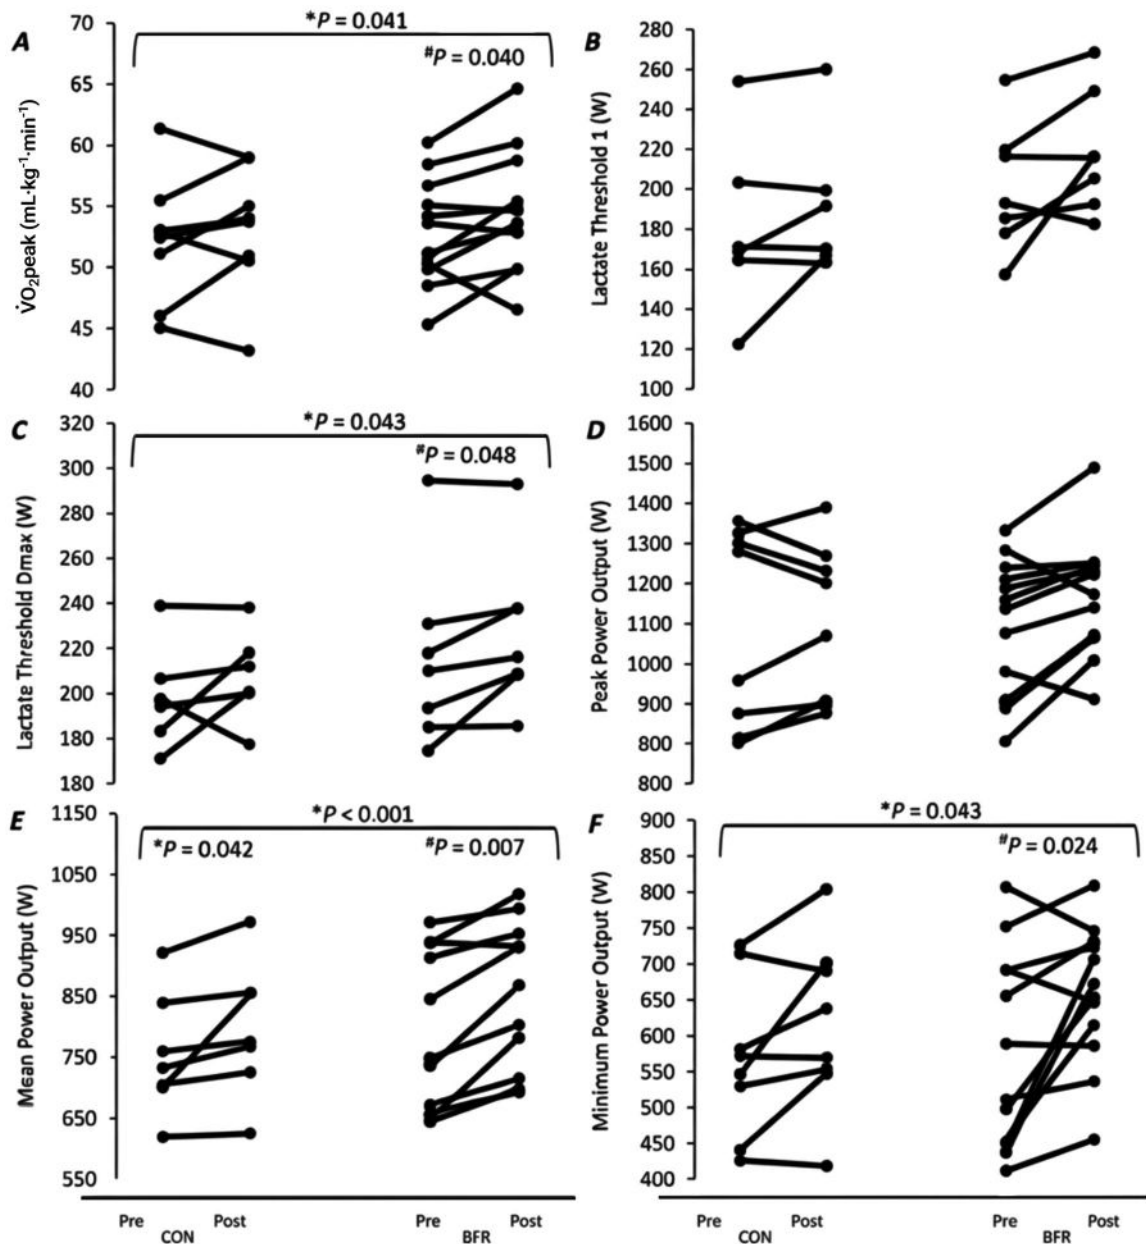 A
V̇O₂peak (mL·kg⁻¹·min⁻¹)
70
65
60
55
50
45
40
*P = 0.041
#P = 0.040
B
Lactate Threshold 1 (W)
280
260
240
220
200
180
160
140
120
100
C
Lactate Threshold Dmax (W)
320
300
280
260
240
220
200
180
160
*P = 0.043
#P = 0.048
D
Peak Power Output (W)
1600
1500
1400
1300
1200
1100
1000
900
800
800
E
Mean Power Output (W)
1150
1050
950
850
750
650
550
*P < 0.001
*P = 0.042
#P = 0.007
F
Minimum Power Output (W)
900
850
800
750
700
650
600
550
500
450
400
*P = 0.043
#P = 0.024
Pre Post
CON
Pre Post
BFR
Pre Post
CON
Pre Post
BFR